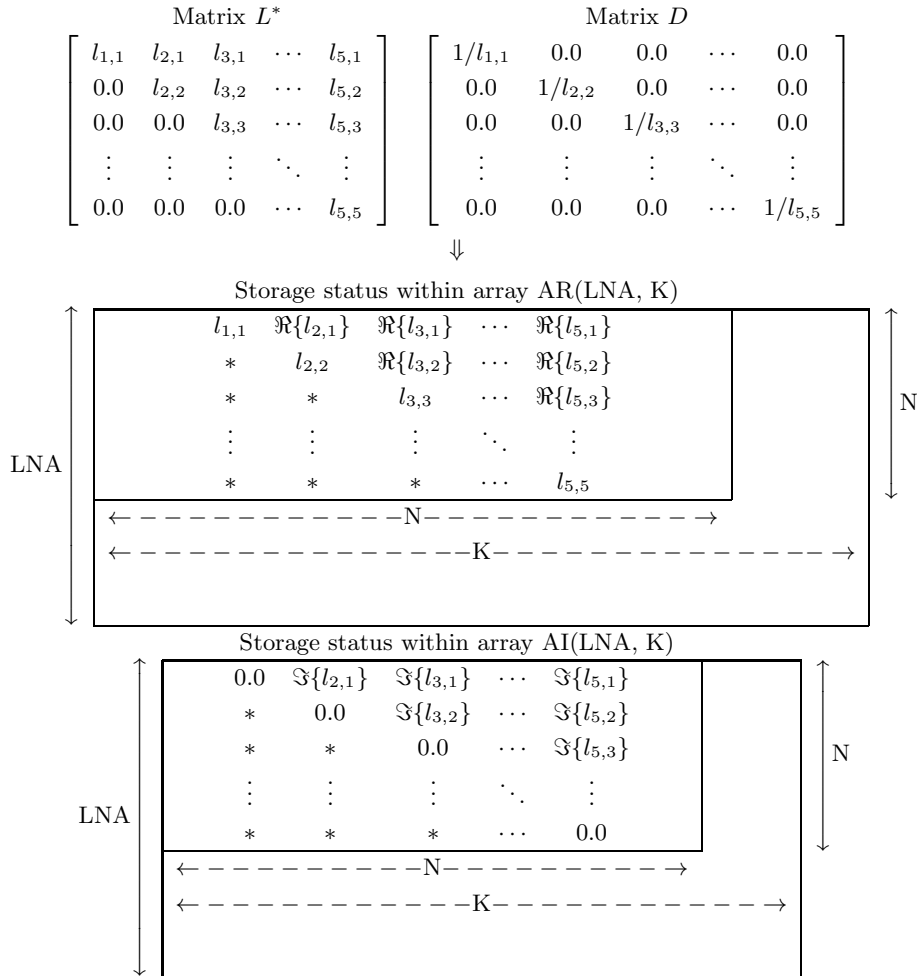 Matrix L* Matrix D
l1,1 l2,1 l3,1 ⋯ l5,1 1/l1,1 0.0 0.0 ⋯ 0.0
0.0 l2,2 l3,2 ⋯ l5,2 0.0 1/l2,2 0.0 ⋯ 0.0
0.0 0.0 l3,3 ⋯ l5,3 0.0 0.0 1/l3,3 ⋯ 0.0
⋮ ⋮ ⋮ ⋱ ⋮ ⋮ ⋮ ⋮ ⋱ ⋮
0.0 0.0 0.0 ⋯ l5,5 0.0 0.0 0.0 ⋯ 1/l5,5
⇓
Storage status within array AR(LNA, K)
l1,1 ℜ{l2,1} ℜ{l3,1} ⋯ ℜ{l5,1}
* l2,2 ℜ{l3,2} ⋯ ℜ{l5,2}
* * l3,3 ⋯ ℜ{l5,3}
N
⋮ ⋮ ⋮ ⋱ ⋮
LNA
* * * ⋯ l5,5
N
K
Storage status within array AI(LNA, K)
0.0 ℑ{l2,1} ℑ{l3,1} ⋯ ℑ{l5,1}
* 0.0 ℑ{l3,2} ⋯ ℑ{l5,2}
* * 0.0 ⋯ ℑ{l5,3}
N
⋮ ⋮ ⋮ ⋱ ⋮
LNA
* * * ⋯ 0.0
N
K